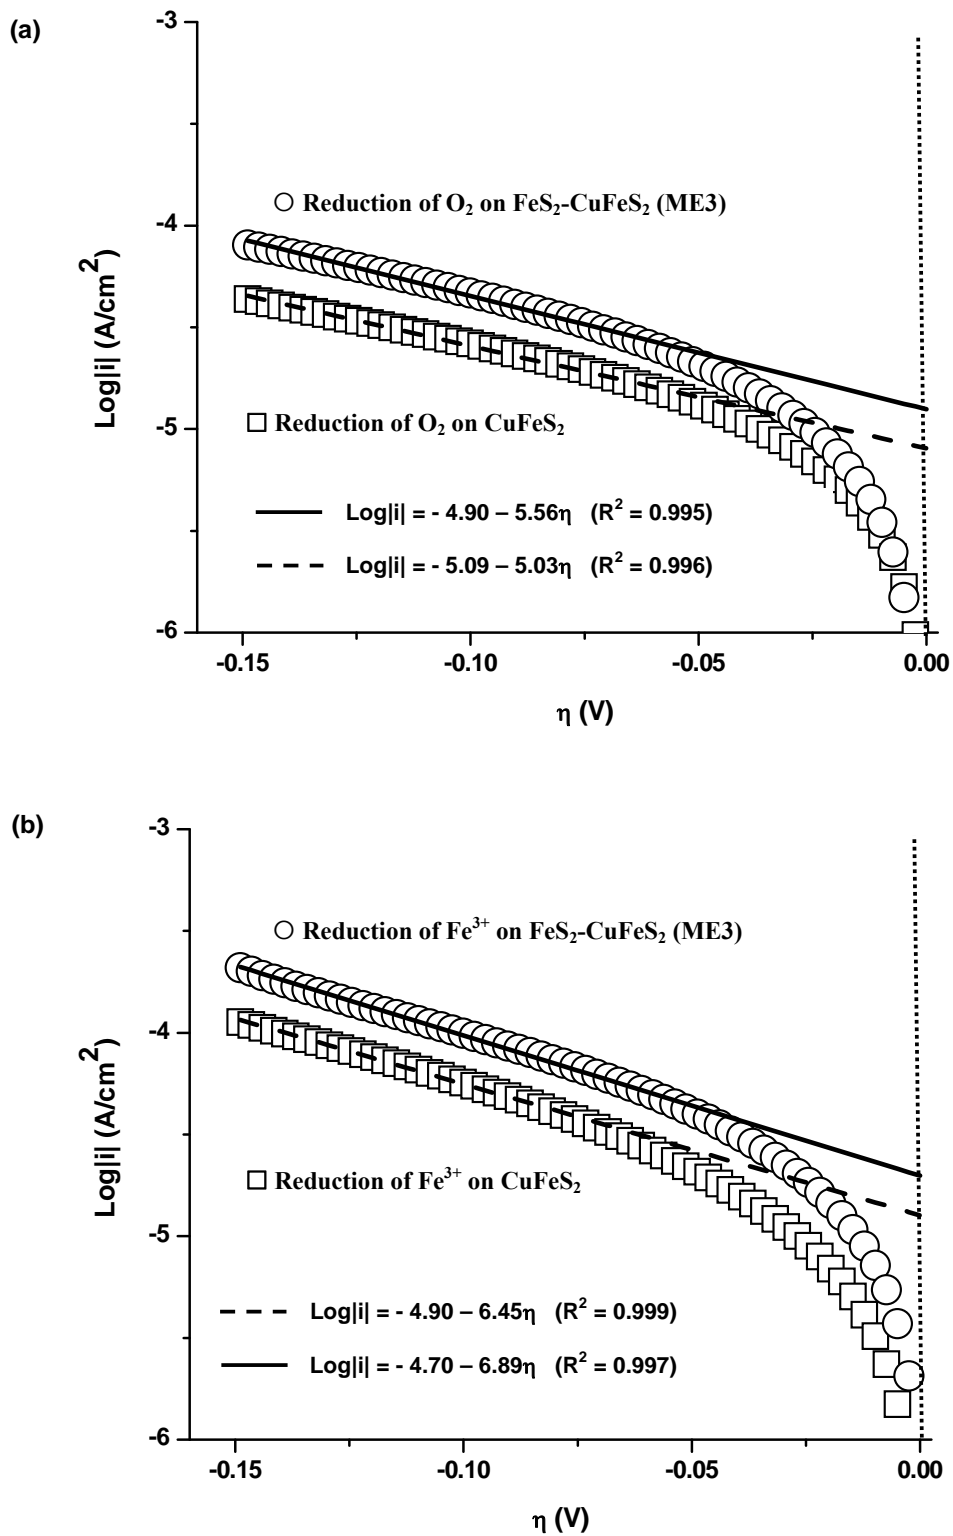 (a)
-3
-4
-5
-6
Log|i| (A/cm²)
Reduction of O₂ on FeS₂-CuFeS₂ (ME3)
Reduction of O₂ on CuFeS₂
Log|i| = - 4.90 – 5.56η (R² = 0.995)
Log|i| = - 5.09 – 5.03η (R² = 0.996)
-0.15 -0.10 -0.05 0.00
η (V)
(b)
-3
-4
-5
-6
Log|i| (A/cm²)
Reduction of Fe³⁺ on FeS₂-CuFeS₂ (ME3)
Reduction of Fe³⁺ on CuFeS₂
Log|i| = - 4.90 – 6.45η (R² = 0.999)
Log|i| = - 4.70 – 6.89η (R² = 0.997)
-0.15 -0.10 -0.05 0.00
η (V)